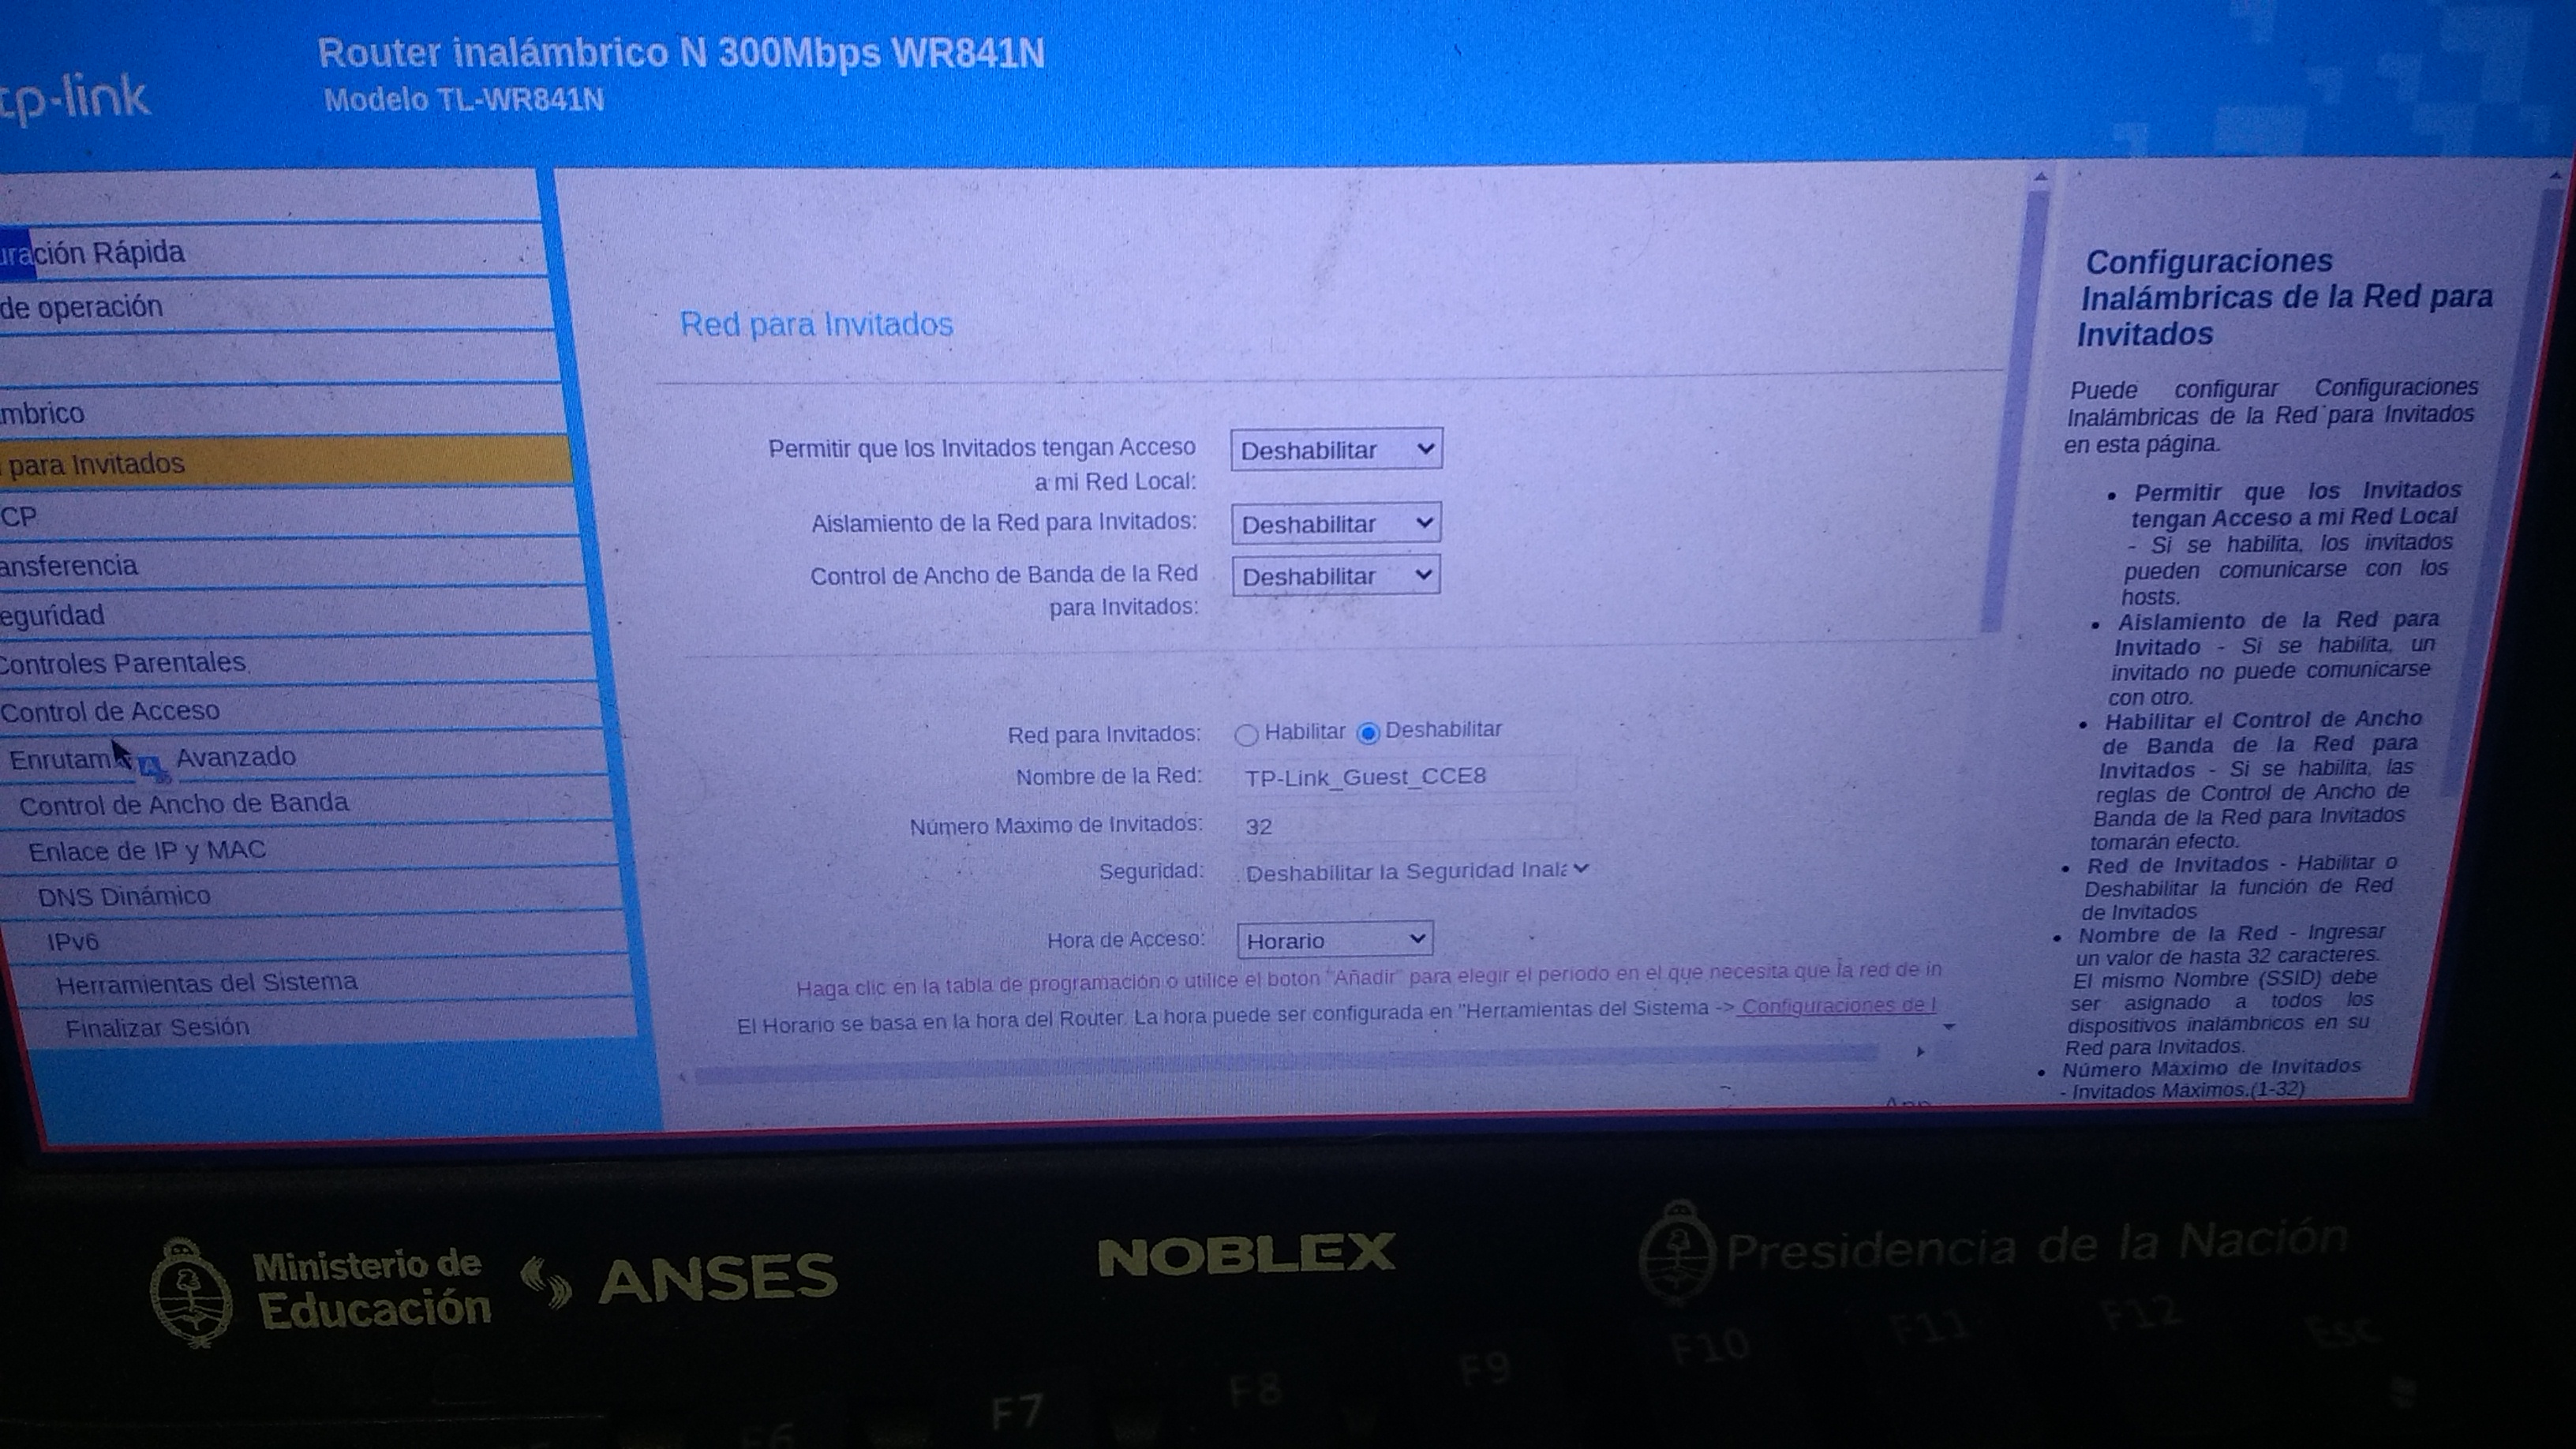 tp-link
Router inalámbrico N 300Mbps WR841N
Modelo TL-WR841N
uración Rápida
de operación
mbrico
para Invitados
CP
ansferencia
eguridad
Controles Parentales
Control de Acceso
Enrutam Avanzado
Control de Ancho de Banda
Enlace de IP y MAC
DNS Dinámico
IPv6
Herramientas del Sistema
Finalizar Sesión
Red para Invitados
Permitir que los Invitados tengan Acceso
a mi Red Local:
Deshabilitar
Aislamiento de la Red para Invitados:
Deshabilitar
Control de Ancho de Banda de la Red
para Invitados:
Deshabilitar
Red para Invitados:
Habilitar
Deshabilitar
Nombre de la Red:
TP-Link_Guest_CCE8
Número Máximo de Invitados:
32
Seguridad:
Deshabilitar la Seguridad Inalá
Hora de Acceso:
Horario
Haga clic en la tabla de programación o utilice el botón "Añadir" para elegir el periodo en el que necesita que la red de in
El Horario se basa en la hora del Router. La hora puede ser configurada en "Herramientas del Sistema -> Configuraciones de l
Configuraciones
Inalámbricas de la Red para
Invitados
Puede configurar Configuraciones
Inalámbricas de la Red para Invitados
en esta página.
• Permitir que los Invitados
tengan Acceso a mi Red Local
- Si se habilita, los invitados
pueden comunicarse con los
hosts.
• Aislamiento de la Red para
Invitado - Si se habilita, un
invitado no puede comunicarse
con otro.
• Habilitar el Control de Ancho
de Banda de la Red para
Invitados - Si se habilita, las
reglas de Control de Ancho de
Banda de la Red para Invitados
tomarán efecto.
• Red de Invitados - Habilitar o
Deshabilitar la función de Red
de Invitados
• Nombre de la Red - Ingresar
un valor de hasta 32 caracteres.
El mismo Nombre (SSID) debe
ser asignado a todos los
dispositivos inalámbricos en su
Red para Invitados.
• Número Máximo de Invitados
- Invitados Máximos.(1-32)
Ministerio de
Educación
ANSES
NOBLEX
Presidencia de la Nación
F6
F7
F8
F9
F10
F11
F12
Esc